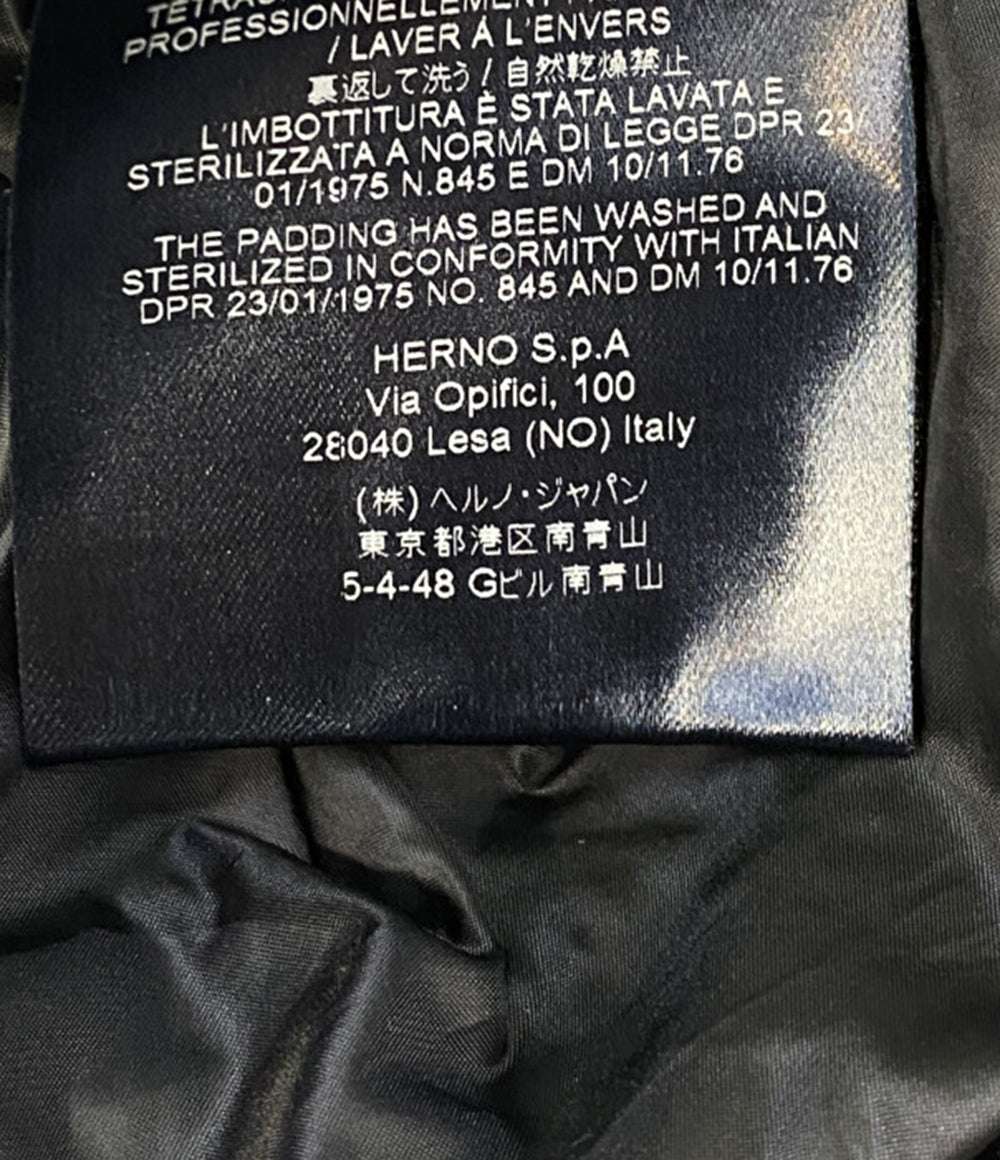 PROFESSIONNELLEMENT
/ LAVER A L'ENVERS
裏返して洗う / 自然乾燥禁止
L'IMBOTTITURA È STATA LAVATA E
STERILIZZATA A NORMA DI LEGGE DPR 23/
01/1975 N.845 E DM 10/11.76
THE PADDING HAS BEEN WASHED AND
STERILIZED IN CONFORMITY WITH ITALIAN
DPR 23/01/1975 NO. 845 AND DM 10/11.76
HERNO S.p.A
Via Opifici, 100
28040 Lesa (NO) Italy
(株) ヘルノ・ジャパン
東京都港区南青山
5-4-48 Gビル南青山